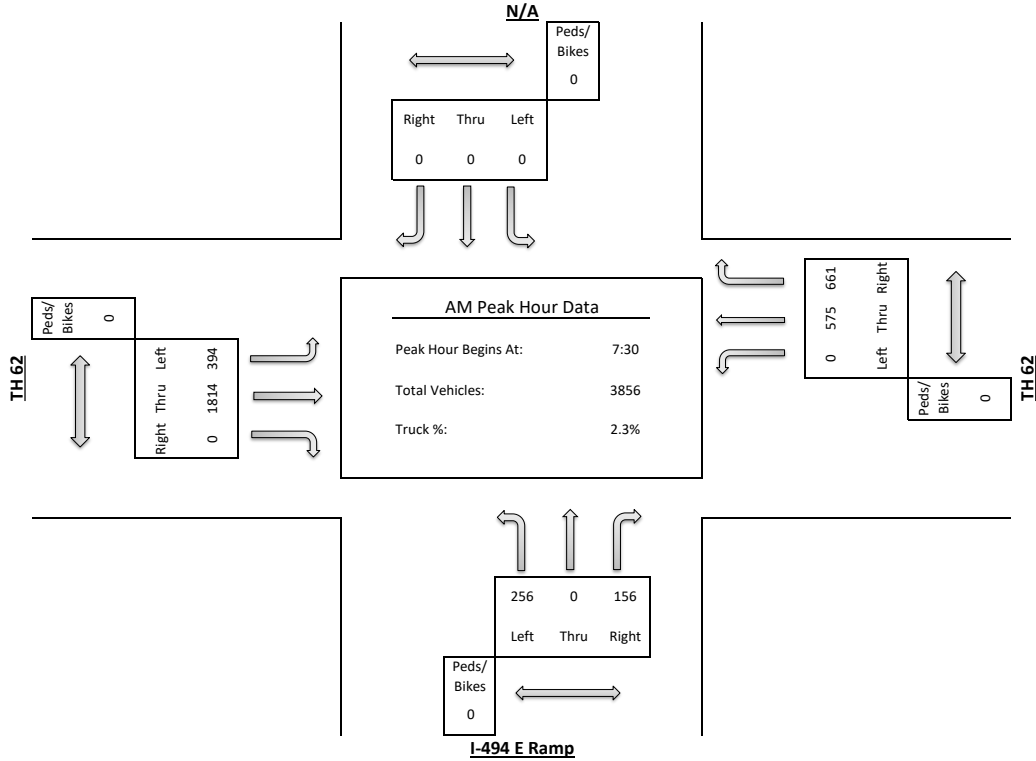 N/A
Peds/
Bikes
0
Right Thru Left
0 0 0
TH 62
Peds/
Bikes
0
Left 394
Thru 1814
Right 0
AM Peak Hour Data
Peak Hour Begins At: 7:30
Total Vehicles: 3856
Truck %: 2.3%
661 Right
575 Thru
0 Left
Peds/
Bikes
0
TH 62
256 0 156
Left Thru Right
Peds/
Bikes
0
I-494 E Ramp